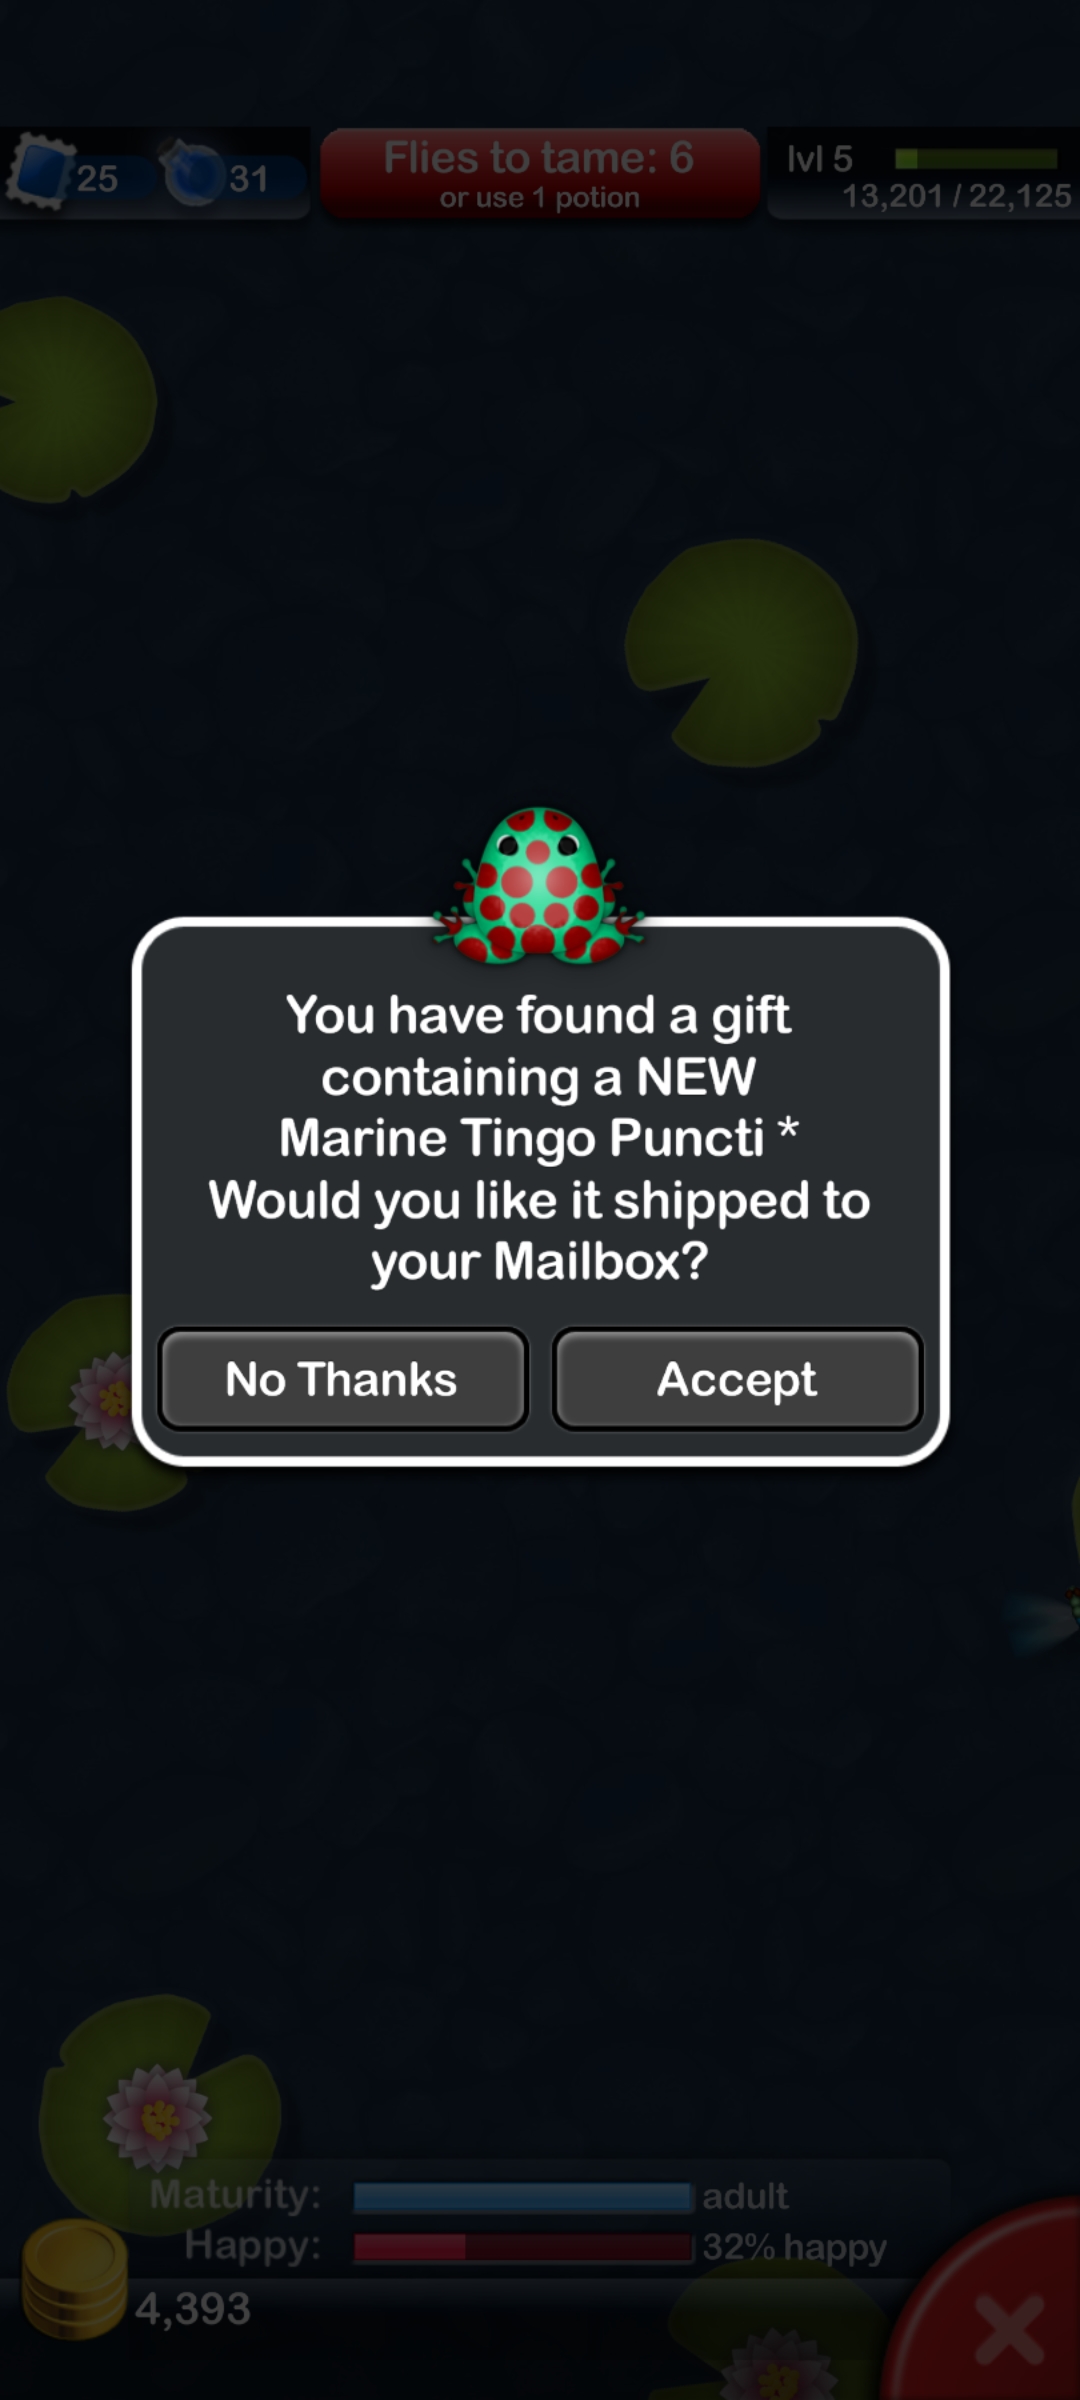 25
31
Flies to tame: 6
or use 1 potion
lvl 5
13,201 / 22,125
You have found a gift
containing a NEW
Marine Tingo Puncti *
Would you like it shipped to
your Mailbox?
No Thanks
Accept
Maturity:
adult
Happy:
32% happy
4,393